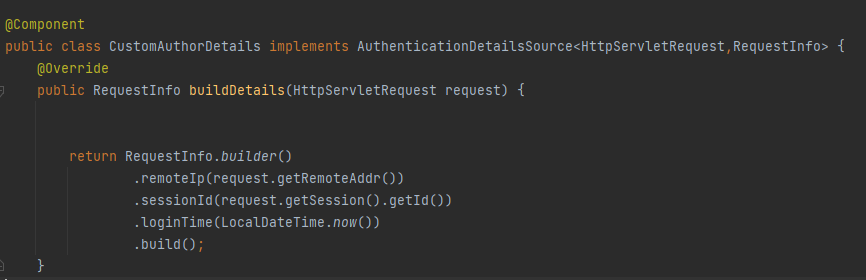 @Component
public class CustomAuthorDetails implements AuthenticationDetailsSource<HttpServletRequest,RequestInfo> {
@Override
public RequestInfo buildDetails(HttpServletRequest request) {
return RequestInfo.builder()
.remoteIp(request.getRemoteAddr())
.sessionId(request.getSession().getId())
.loginTime(LocalDateTime.now())
.build();
}